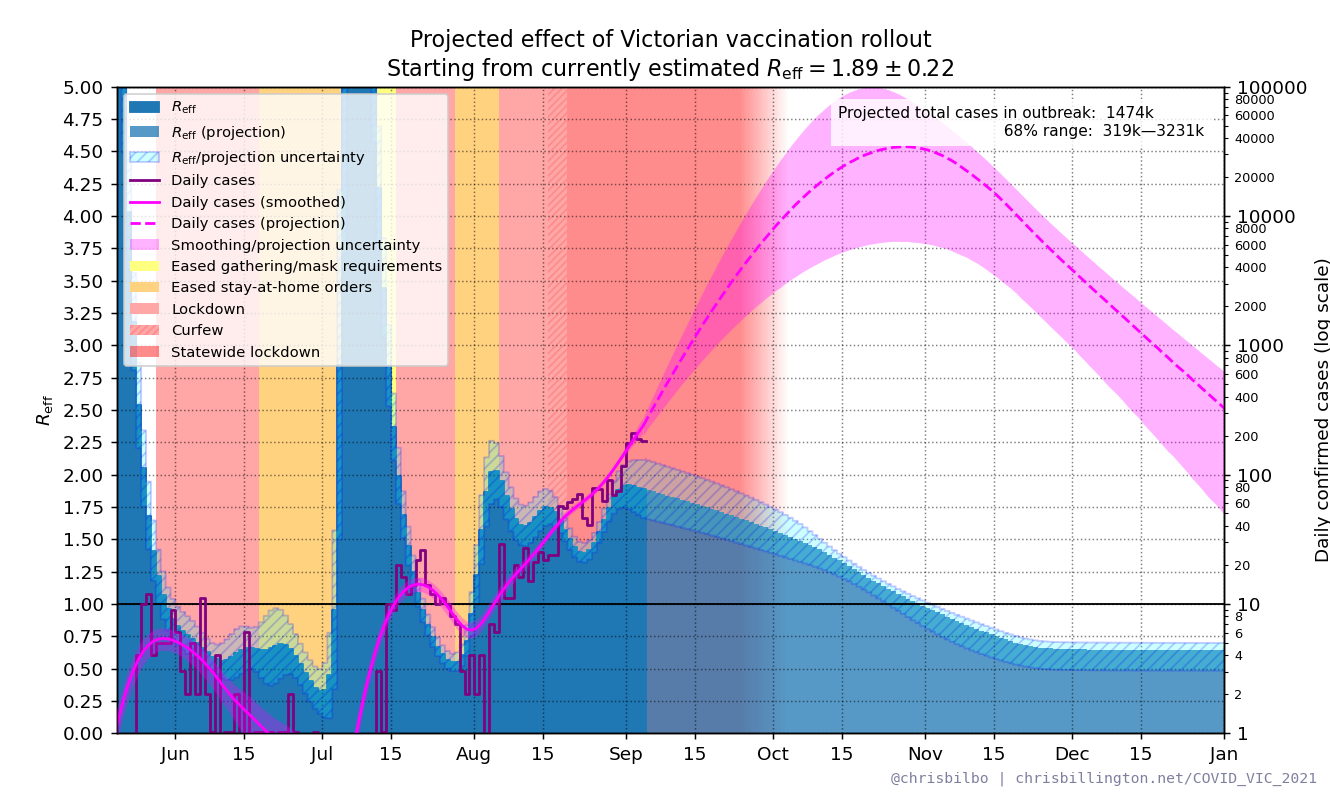 Projected effect of Victorian vaccination rollout
Starting from currently estimated Reff = 1.89 ± 0.22
Reff
Reff (projection)
Reff/projection uncertainty
Daily cases
Daily cases (smoothed)
Daily cases (projection)
Smoothing/projection uncertainty
Eased gathering/mask requirements
Eased stay-at-home orders
Lockdown
Curfew
Statewide lockdown
Projected total cases in outbreak: 1474k
68% range: 319k—3231k
Reff
5.00
4.75
4.50
4.25
4.00
3.75
3.50
3.25
3.00
2.75
2.50
2.25
2.00
1.75
1.50
1.25
1.00
0.75
0.50
0.25
0.00
100000
80000
60000
40000
20000
10000
8000
6000
4000
2000
1000
800
600
400
200
100
80
60
40
20
10
8
6
4
2
1
Daily confirmed cases (log scale)
Jun 15 Jul 15 Aug 15 Sep 15 Oct 15 Nov 15 Dec 15 Jan
@chrisbilbo | chrisbillington.net/COVID_VIC_2021